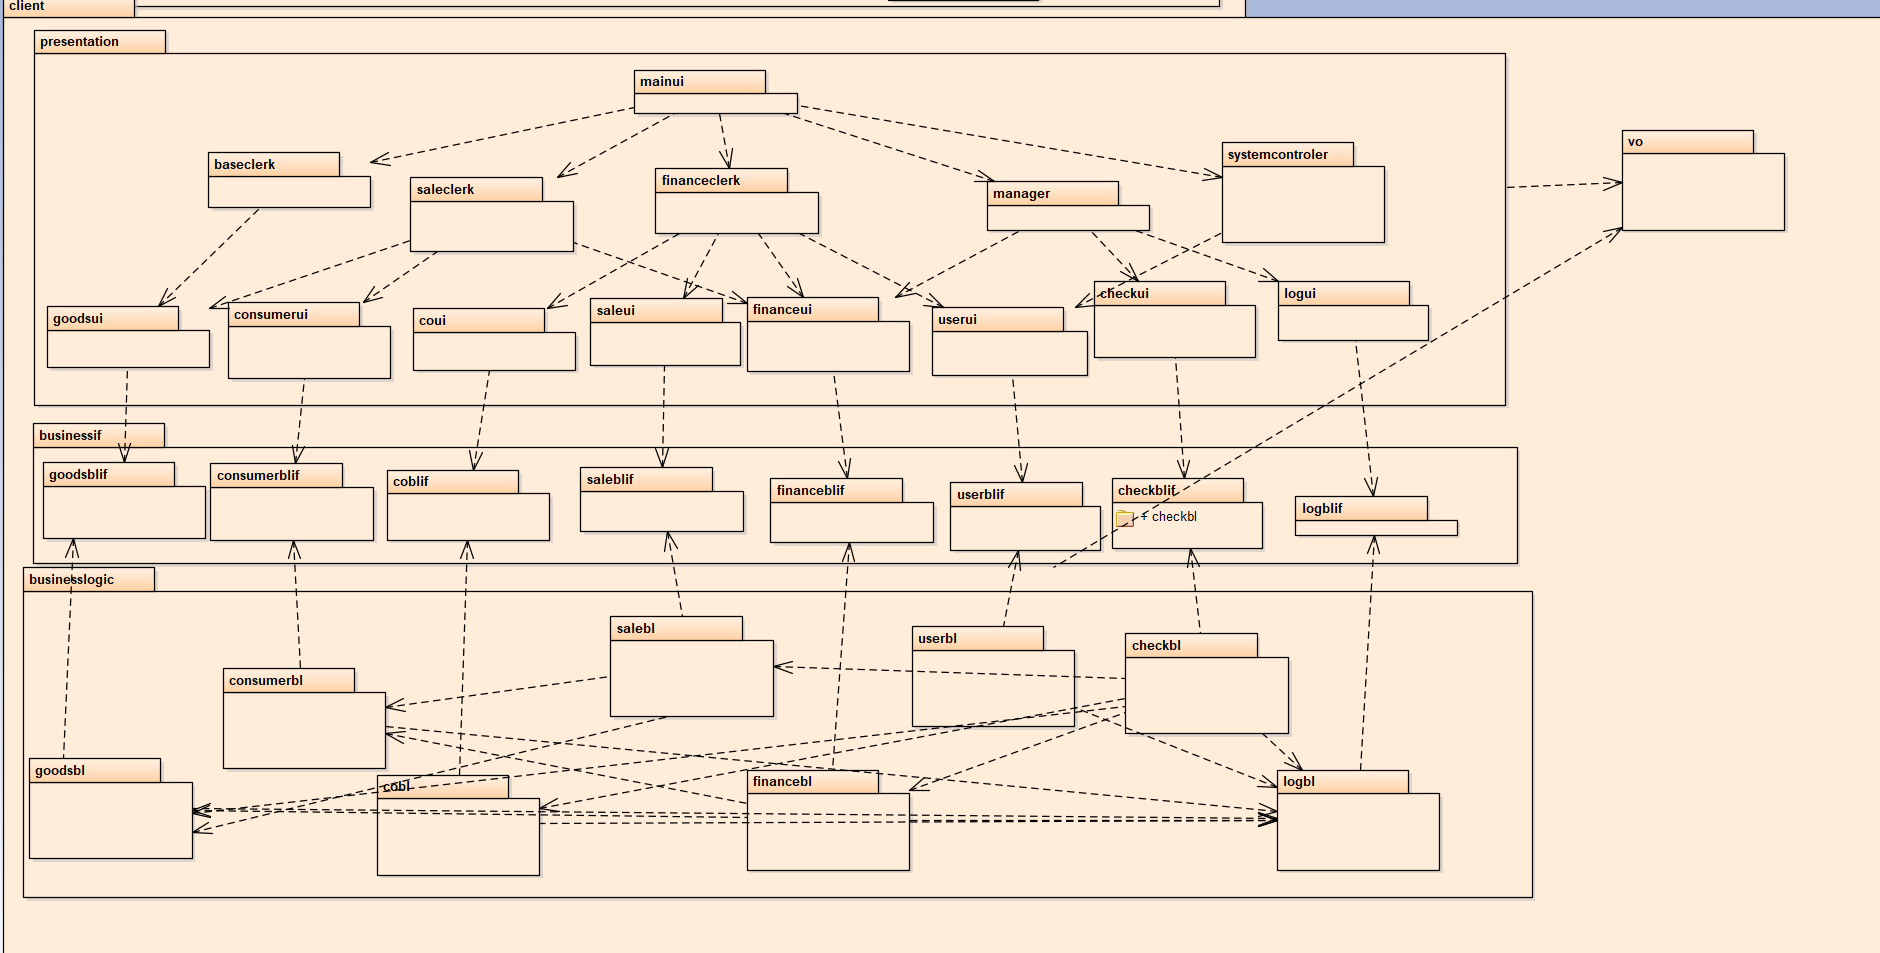 client
presentation
mainui
baseclerk
saleclerk
financeclerk
manager
systemcontroler
vo
goodsui
consumerui
coui
saleui
financeui
userui
checkui
logui
businessif
goodsblif
consumerblif
coblif
saleblif
financeblif
userblif
checkblif
+ checkbl
logblif
businesslogic
salebl
userbl
checkbl
consumerbl
goodsbl
cobl
financebl
logbl